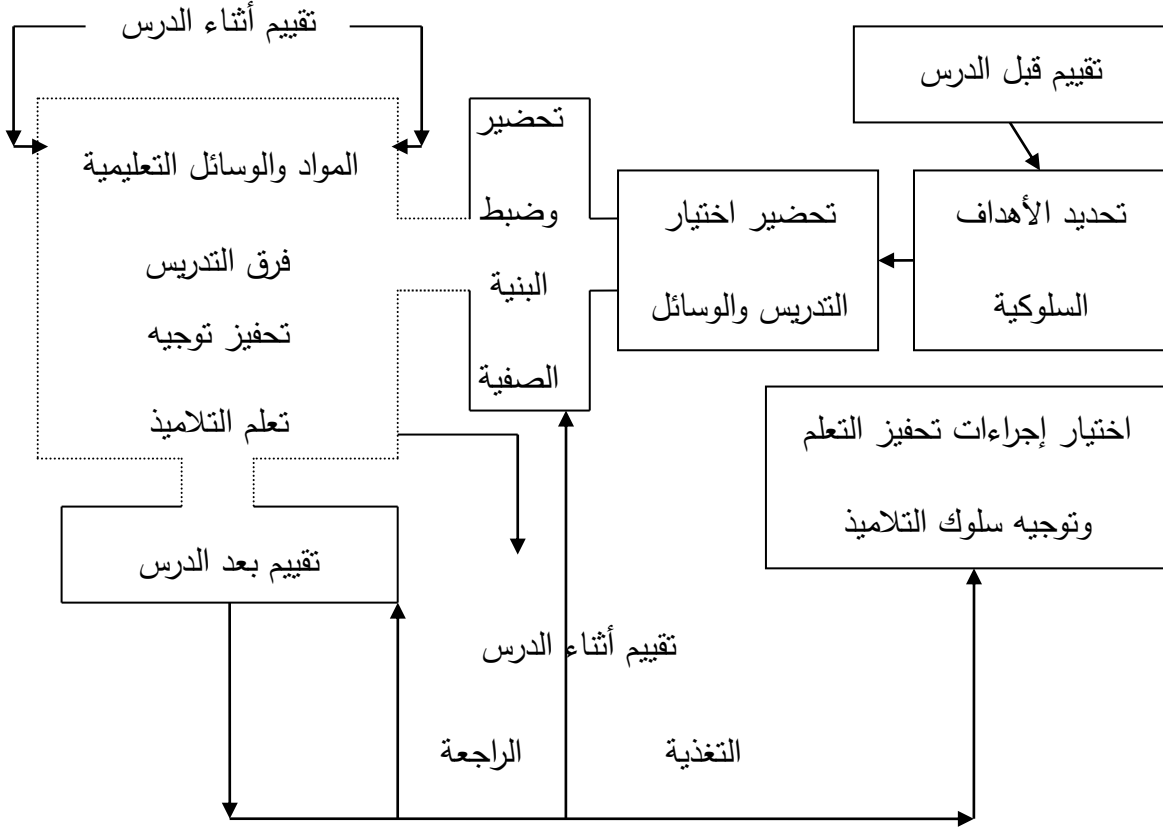 تقييم أثناء الدرس
تقييم قبل الدرس
تحديد الأهداف
السلوكية
تحضير اختيار
التدريس والوسائل
تحضير
وضبط
البنية
الصفية
المواد والوسائل التعليمية
فرق التدريس
تحفيز توجيه
تعلم التلاميذ
اختيار إجراءات تحفيز التعلم
وتوجيه سلوك التلاميذ
تقييم بعد الدرس
تقييم أثناء الدرس
التغذية
الراجعة